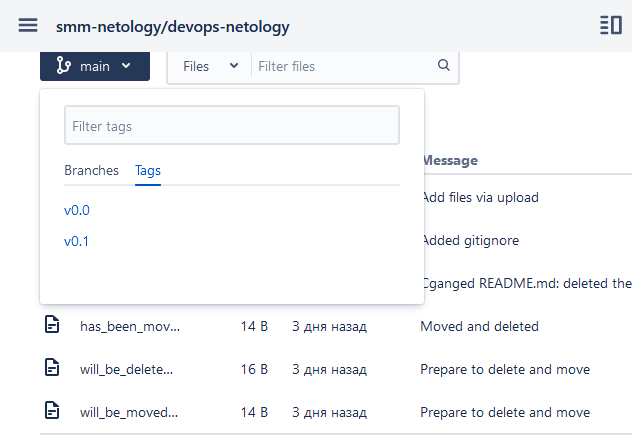 smm-netology/devops-netology
main
Files
Filter files
Filter tags
Message
Branches Tags
Add files via upload
v0.0
v0.1
Added gitignore
Cganged README.md: deleted the
has_been_mov... 14 B 3 дня назад Moved and deleted
will_be_delete... 16 B 3 дня назад Prepare to delete and move
will_be_moved... 14 B 3 дня назад Prepare to delete and move